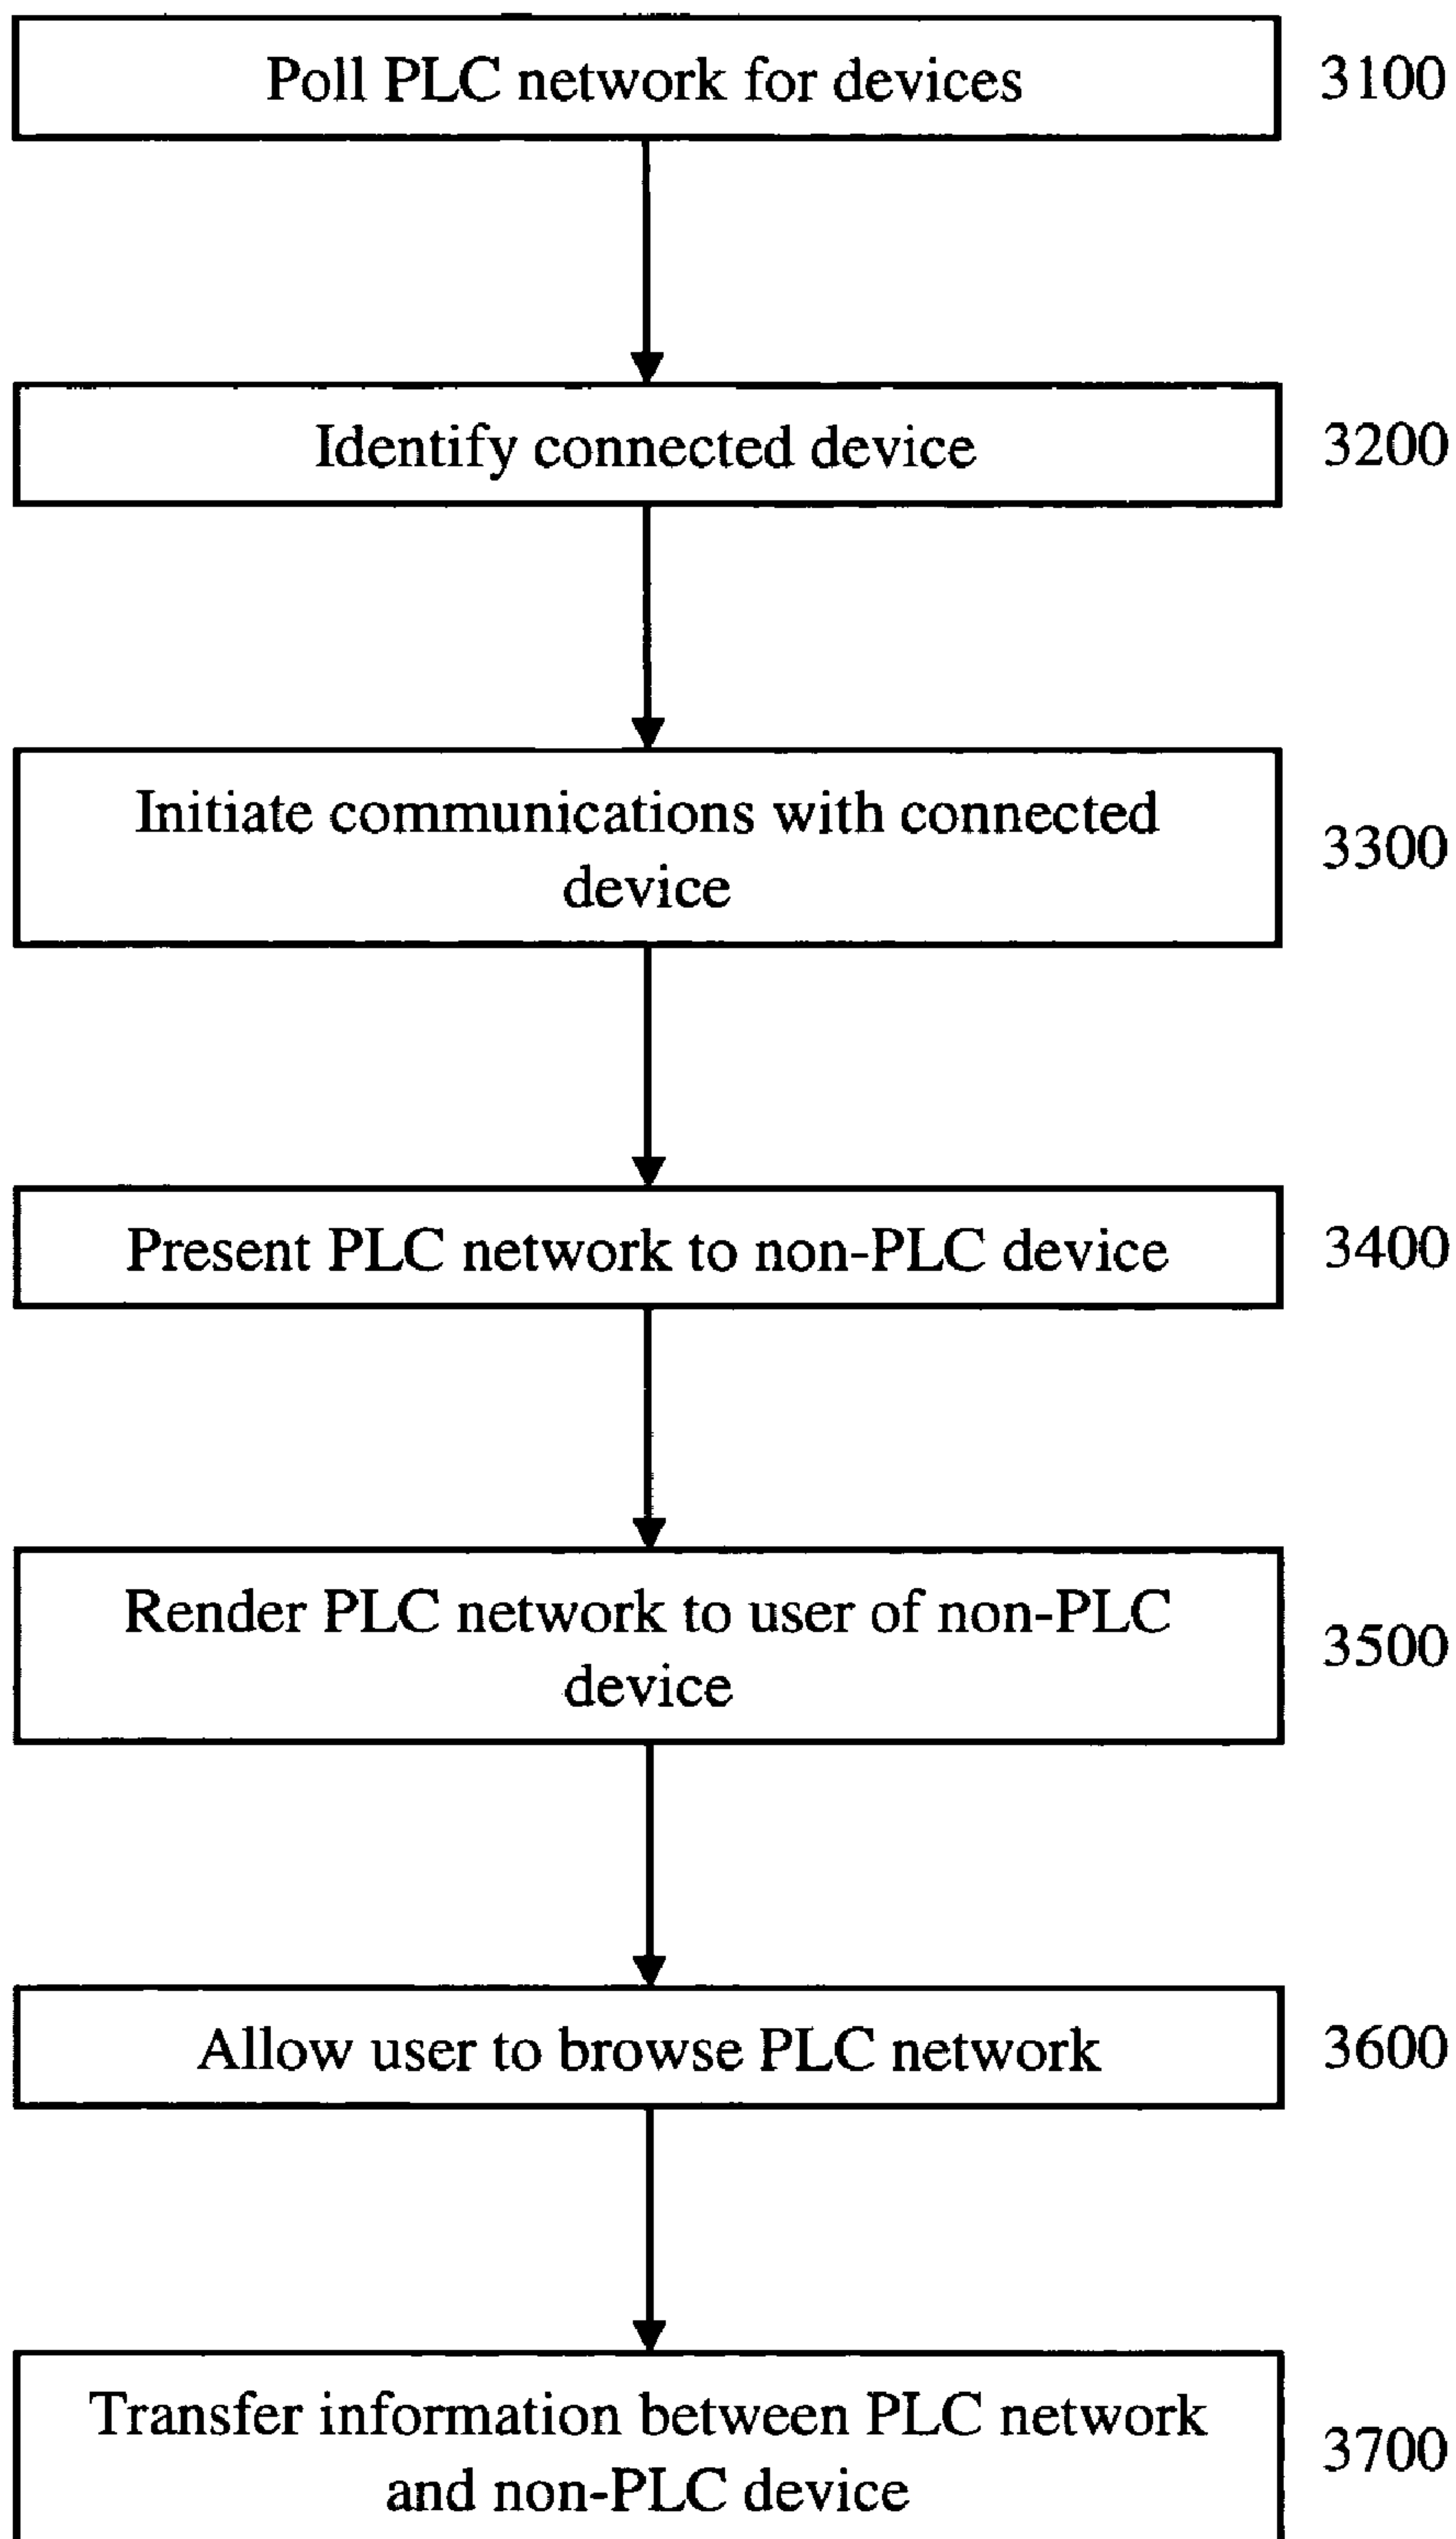 Poll PLC network for devices
3100
Identify connected device
3200
Initiate communications with connected
device
3300
Present PLC network to non-PLC device
3400
Render PLC network to user of non-PLC
device
3500
Allow user to browse PLC network
3600
Transfer information between PLC network
and non-PLC device
3700